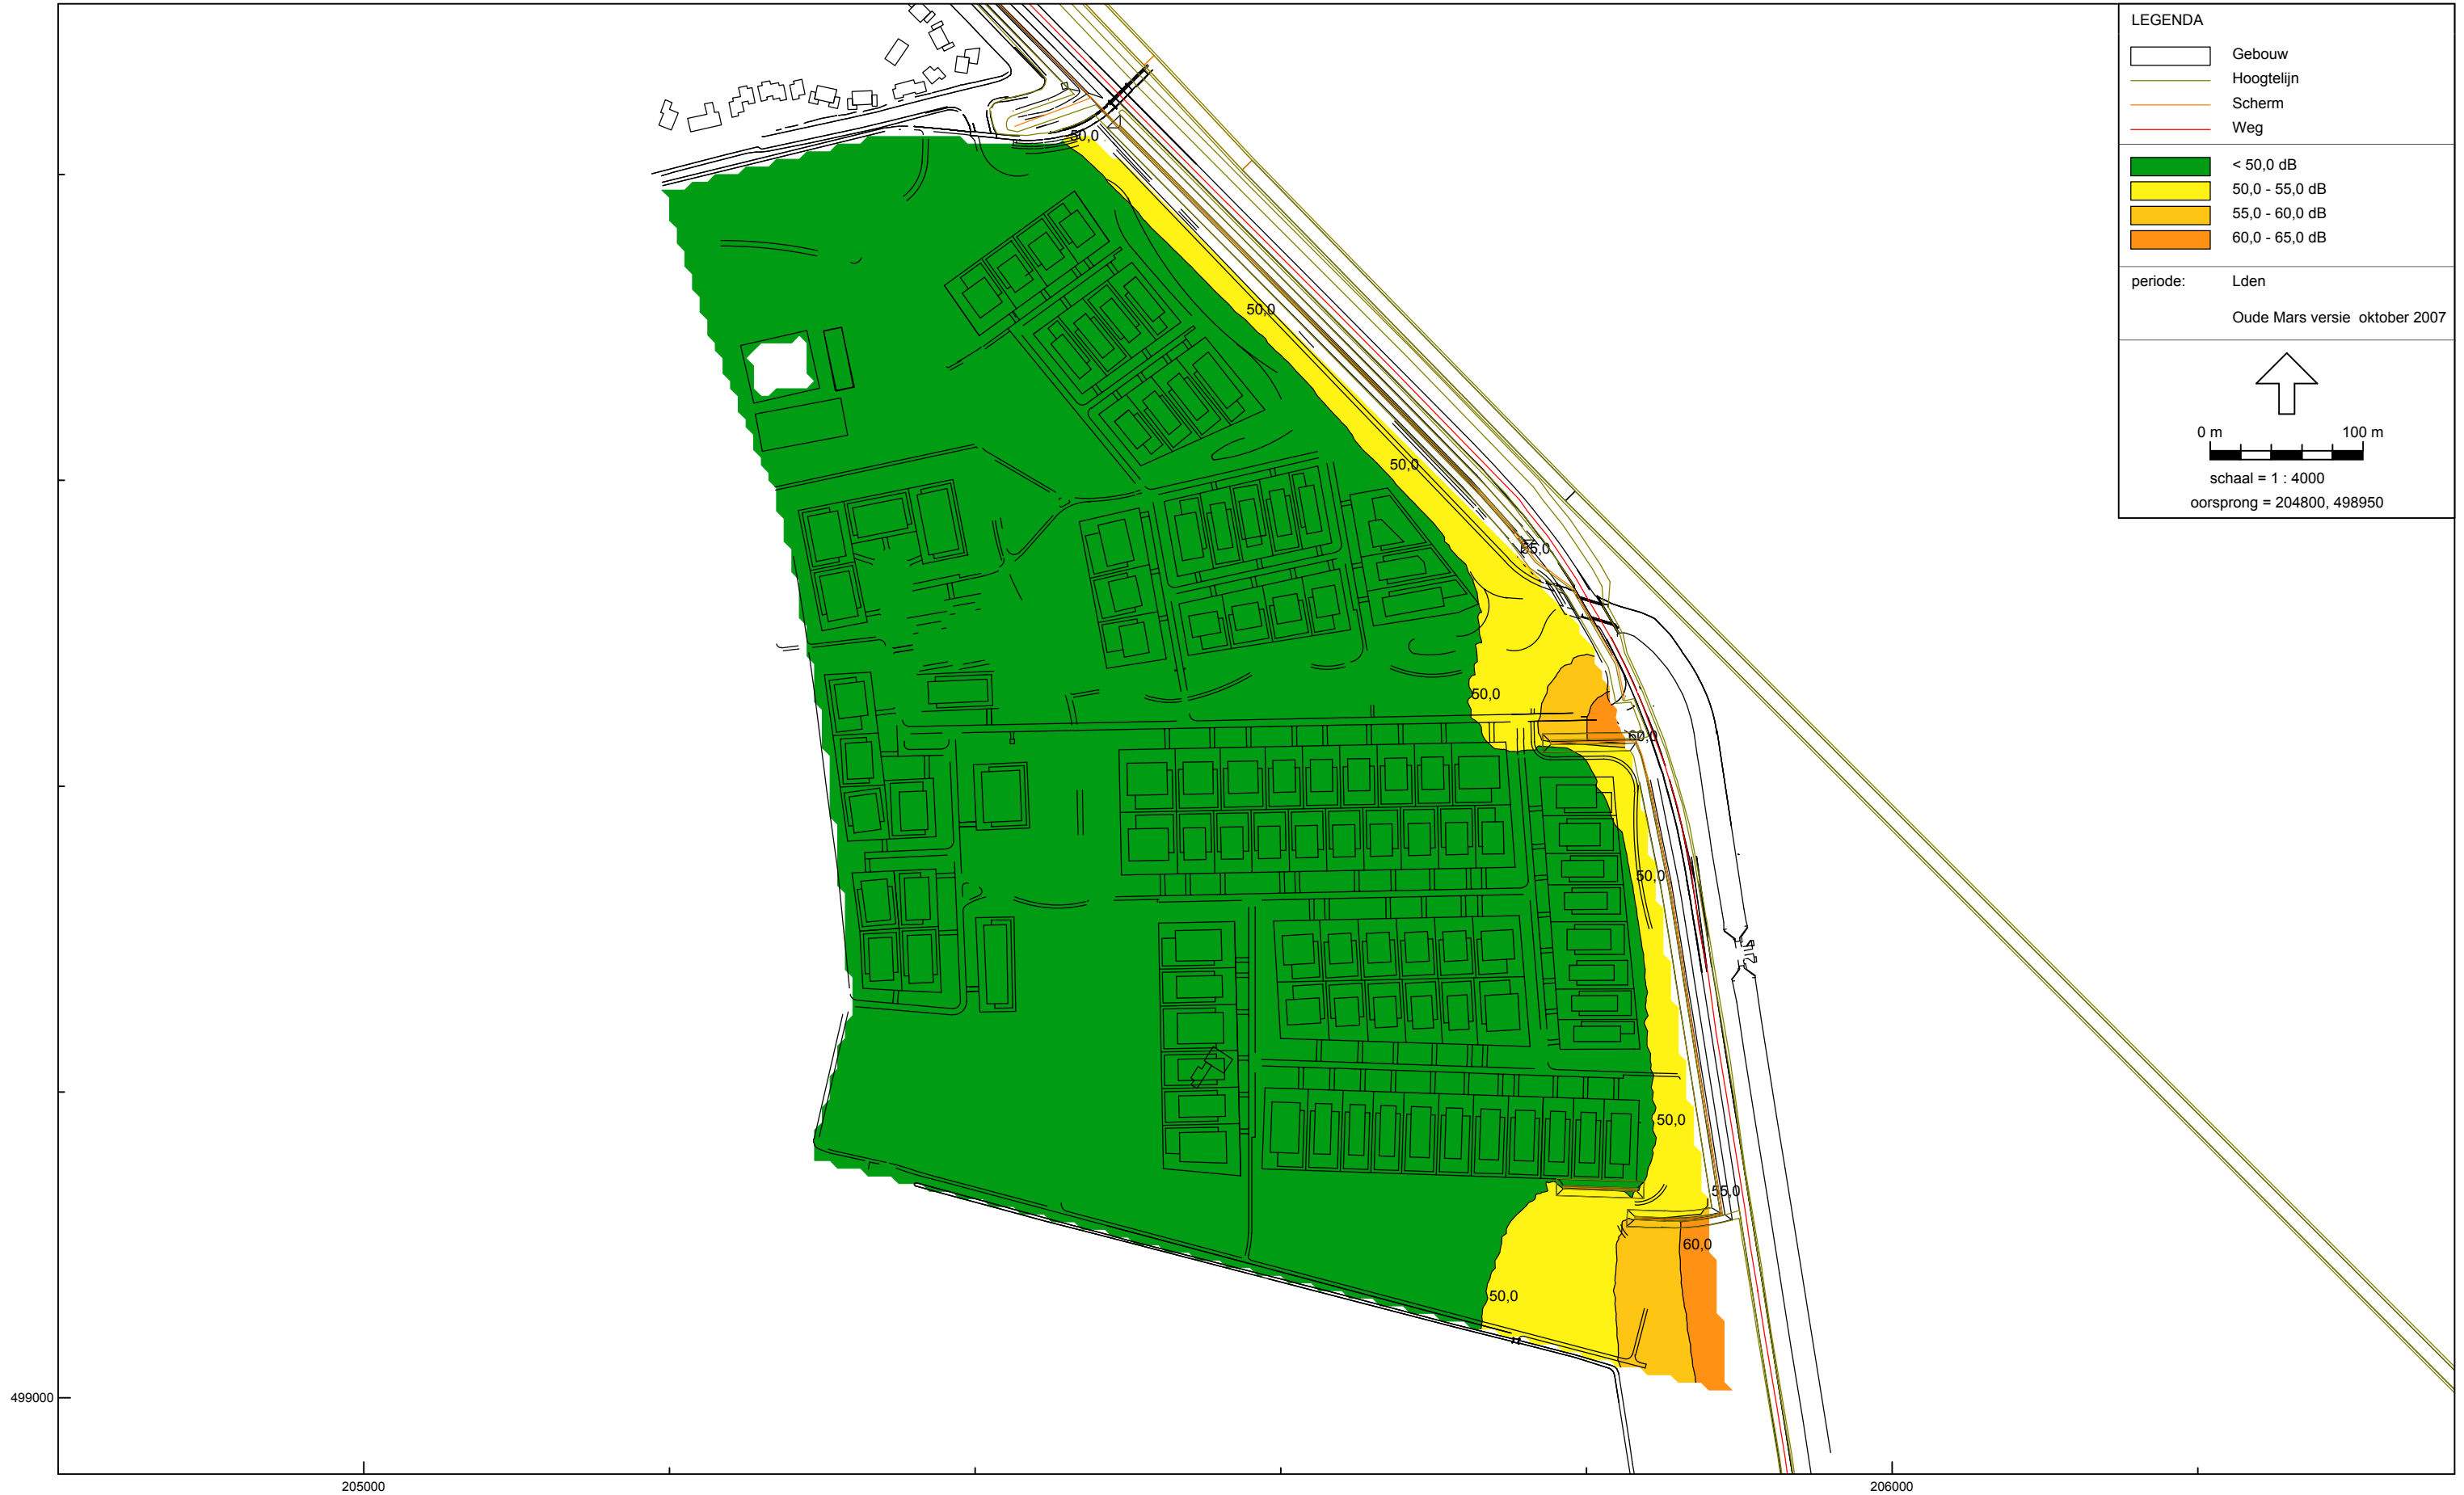 LEGENDA
Gebouw
Hoogtelijn
Scherm
Weg
< 50,0 dB
50,0 - 55,0 dB
55,0 - 60,0 dB
60,0 - 65,0 dB
periode: Lden
Oude Mars versie oktober 2007
0 m 100 m
schaal = 1 : 4000
oorsprong = 204800, 498950
50,0
50,0
50,0
55,0
50,0
60,0
50,0
50,0
55,0
60,0
50,0
499000
205000 206000